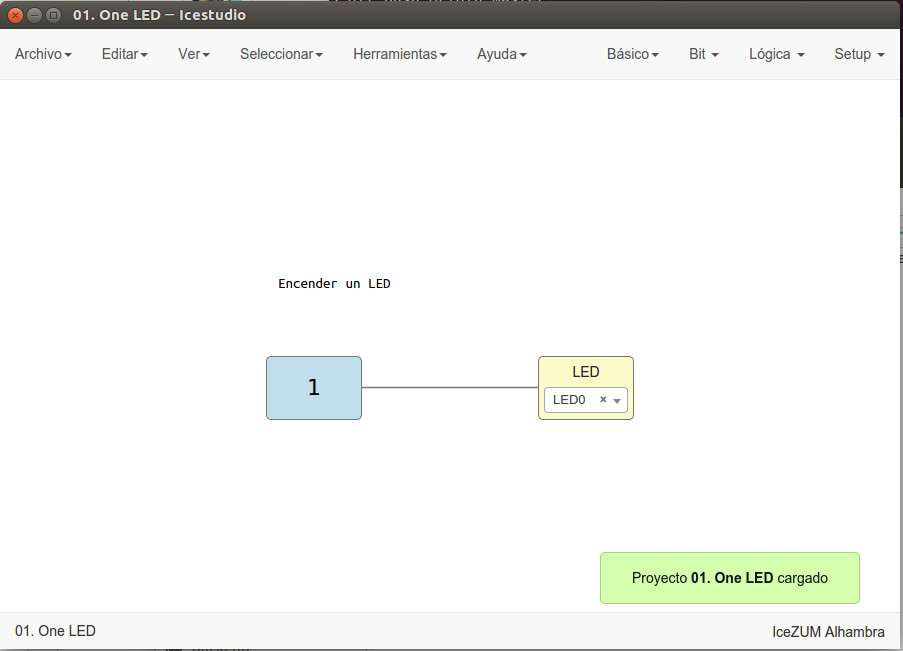 01. One LED – Icestudio
Archivo Editar Ver Seleccionar Herramientas Ayuda Básico Bit Lógica Setup
Encender un LED
1
LED
LED0
Proyecto 01. One LED cargado
01. One LED
IceZUM Alhambra